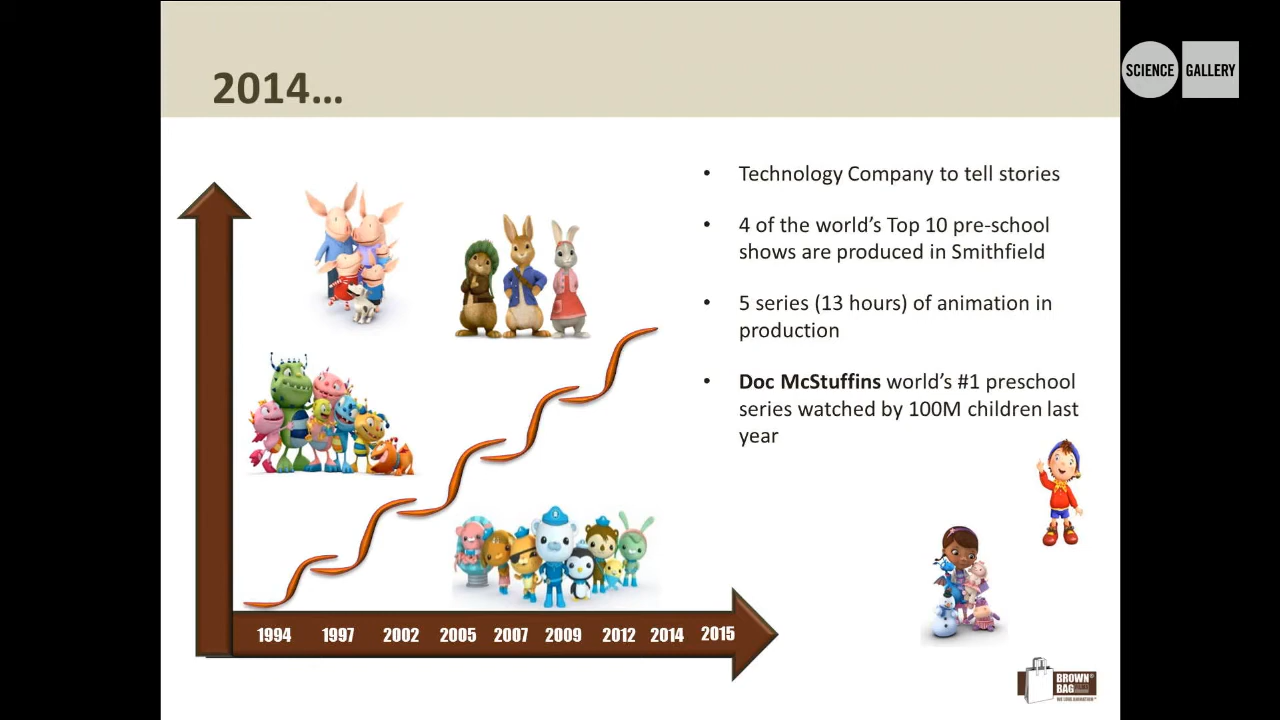 SCIENCE GALLERY
2014…
• Technology Company to tell stories
• 4 of the world's Top 10 pre-school
shows are produced in Smithfield
• 5 series (13 hours) of animation in
production
• Doc McStuffins world's #1 preschool
series watched by 100M children last
year
1994 1997 2002 2005 2007 2009 2012 2014 2015
BROWN
BAG